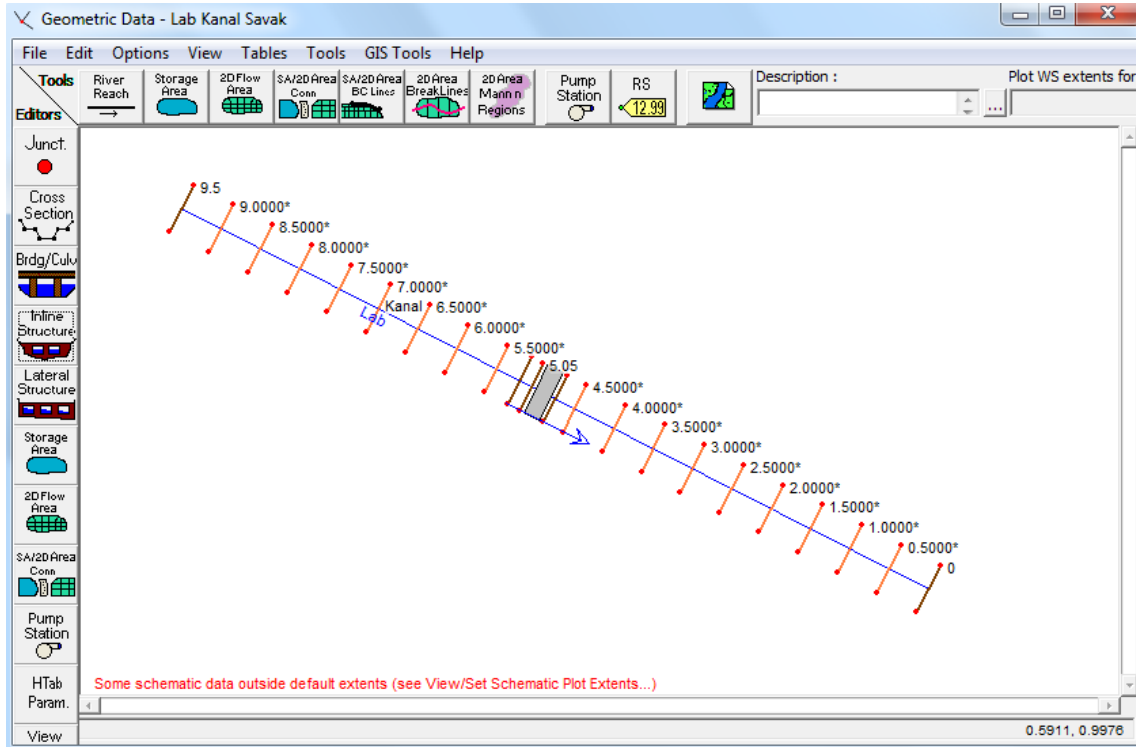 Geometric Data - Lab Kanal Savak
File Edit Options View Tables Tools GIS Tools Help
Tools
Editors
River
Reach
Storage
Area
2D Flow
Area
SA/2D Area
Conn
SA/2D Area
BC Lines
2D Area
BreakLines
2D Area
Mann n
Regions
Pump
Station
RS
12.99
Description :
...
Plot WS extents for
Junct.
Cross
Section
Brdg/Culv
Inline
Structure
Lateral
Structure
Storage
Area
2D Flow
Area
SA/2D Area
Conn
Pump
Station
HTab
Param.
View
9.5
9.0000*
8.5000*
8.0000*
7.5000*
7.0000*
Kanal
Lab
6.5000*
6.0000*
5.5000*
5.05
4.5000*
4.0000*
3.5000*
3.0000*
2.5000*
2.0000*
1.5000*
1.0000*
0.5000*
0
Some schematic data outside default extents (see View/Set Schematic Plot Extents...)
0.5911, 0.9976